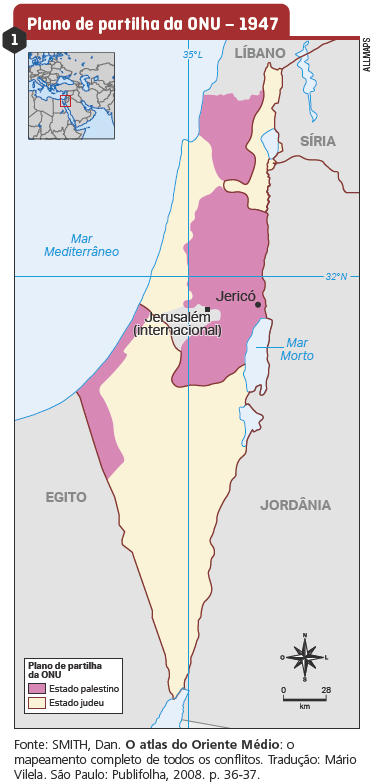 Plano de partilha da ONU – 1947
1
ALLMAPS
35°L
LÍBANO
SÍRIA
Mar
Mediterrâneo
32°N
Jericó
Jerusalém
(internacional)
Mar
Morto
EGITO
JORDÂNIA
N
O
L
S
0
28
km
Plano de partilha
da ONU
Estado palestino
Estado judeu
Fonte: SMITH, Dan. O atlas do Oriente Médio: o
mapeamento completo de todos os conflitos. Tradução: Mário
Vilela. São Paulo: Publifolha, 2008. p. 36-37.